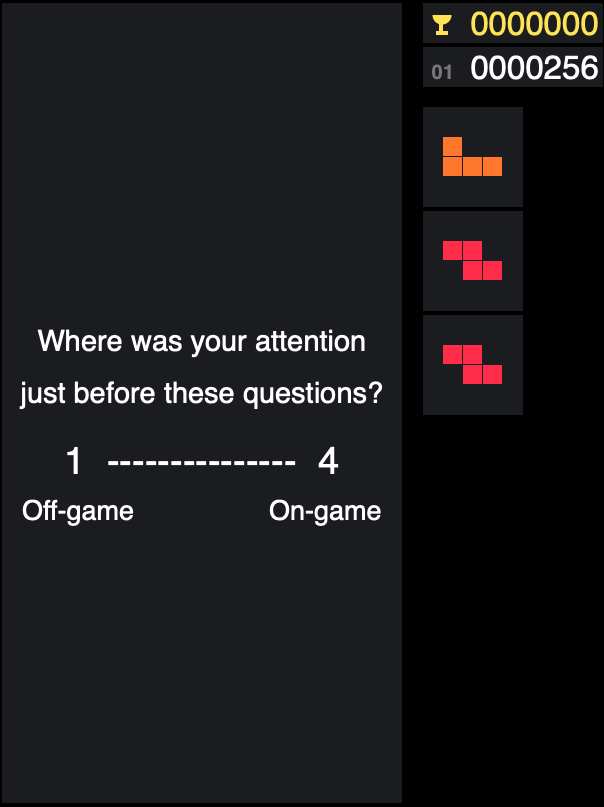 0000000
01 0000256
Where was your attention
just before these questions?
1 --------------- 4
Off-game On-game